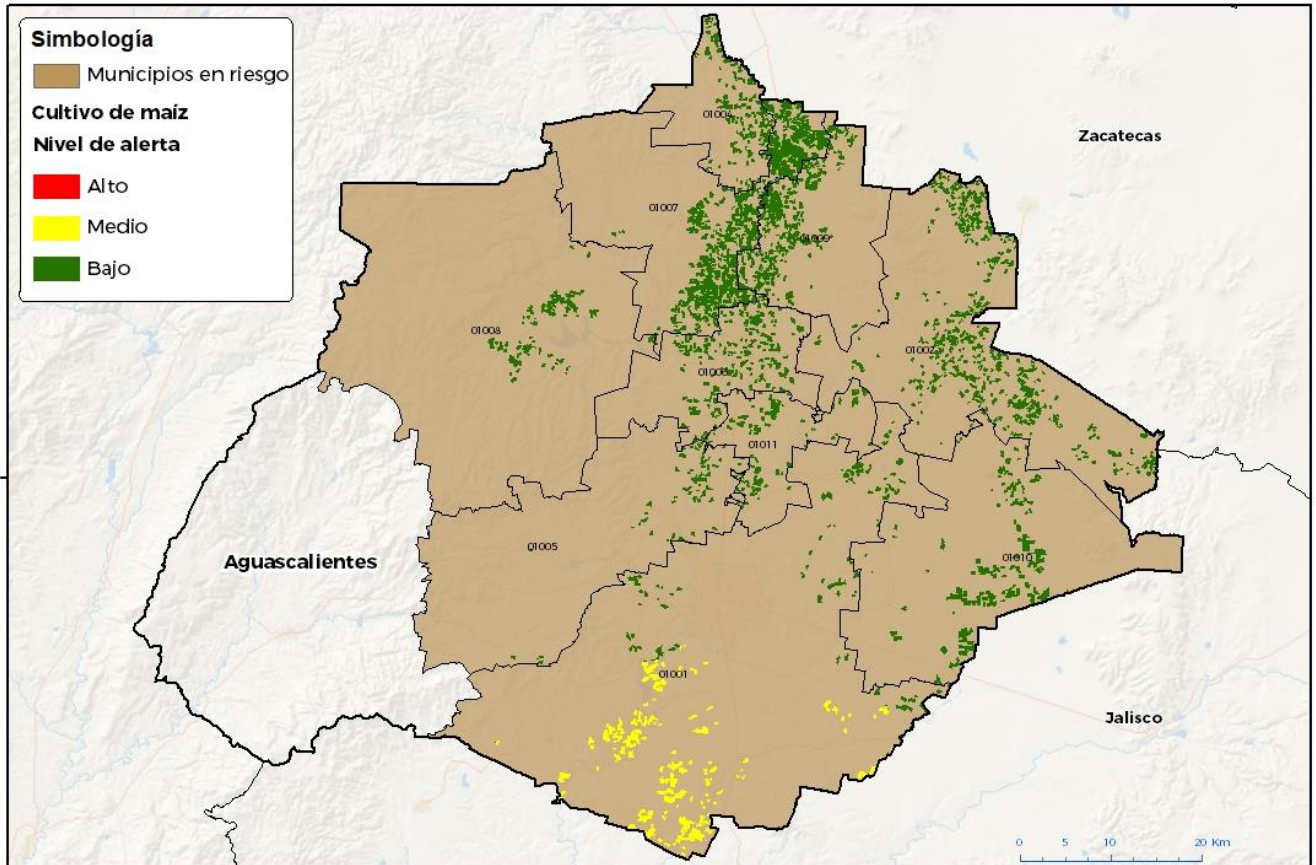 Simbología
Municipios en riesgo
Cultivo de maíz
Nivel de alerta
Alto
Medio
Bajo
Zacatecas
01007
01008
01011
01005
Aguascalientes
01010
01001
Jalisco
0 5 10 20 Km